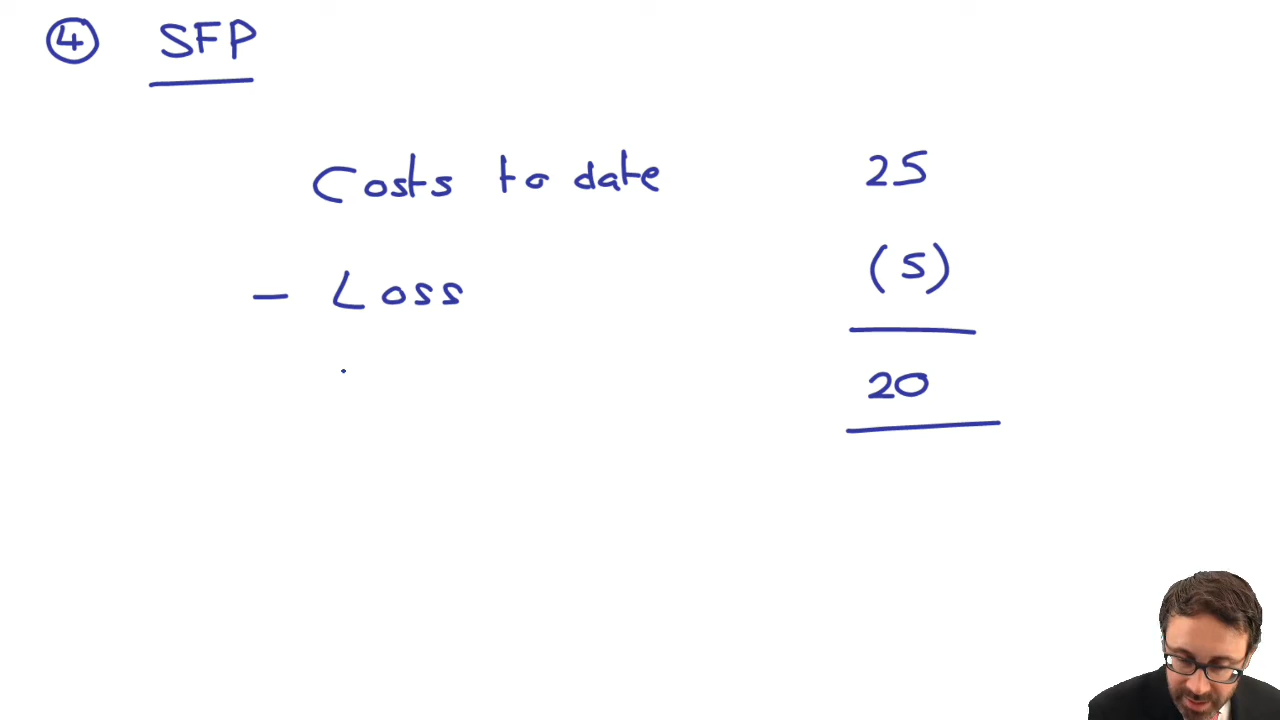 ④ SFP
Costs to date 25
- Loss (5)
20